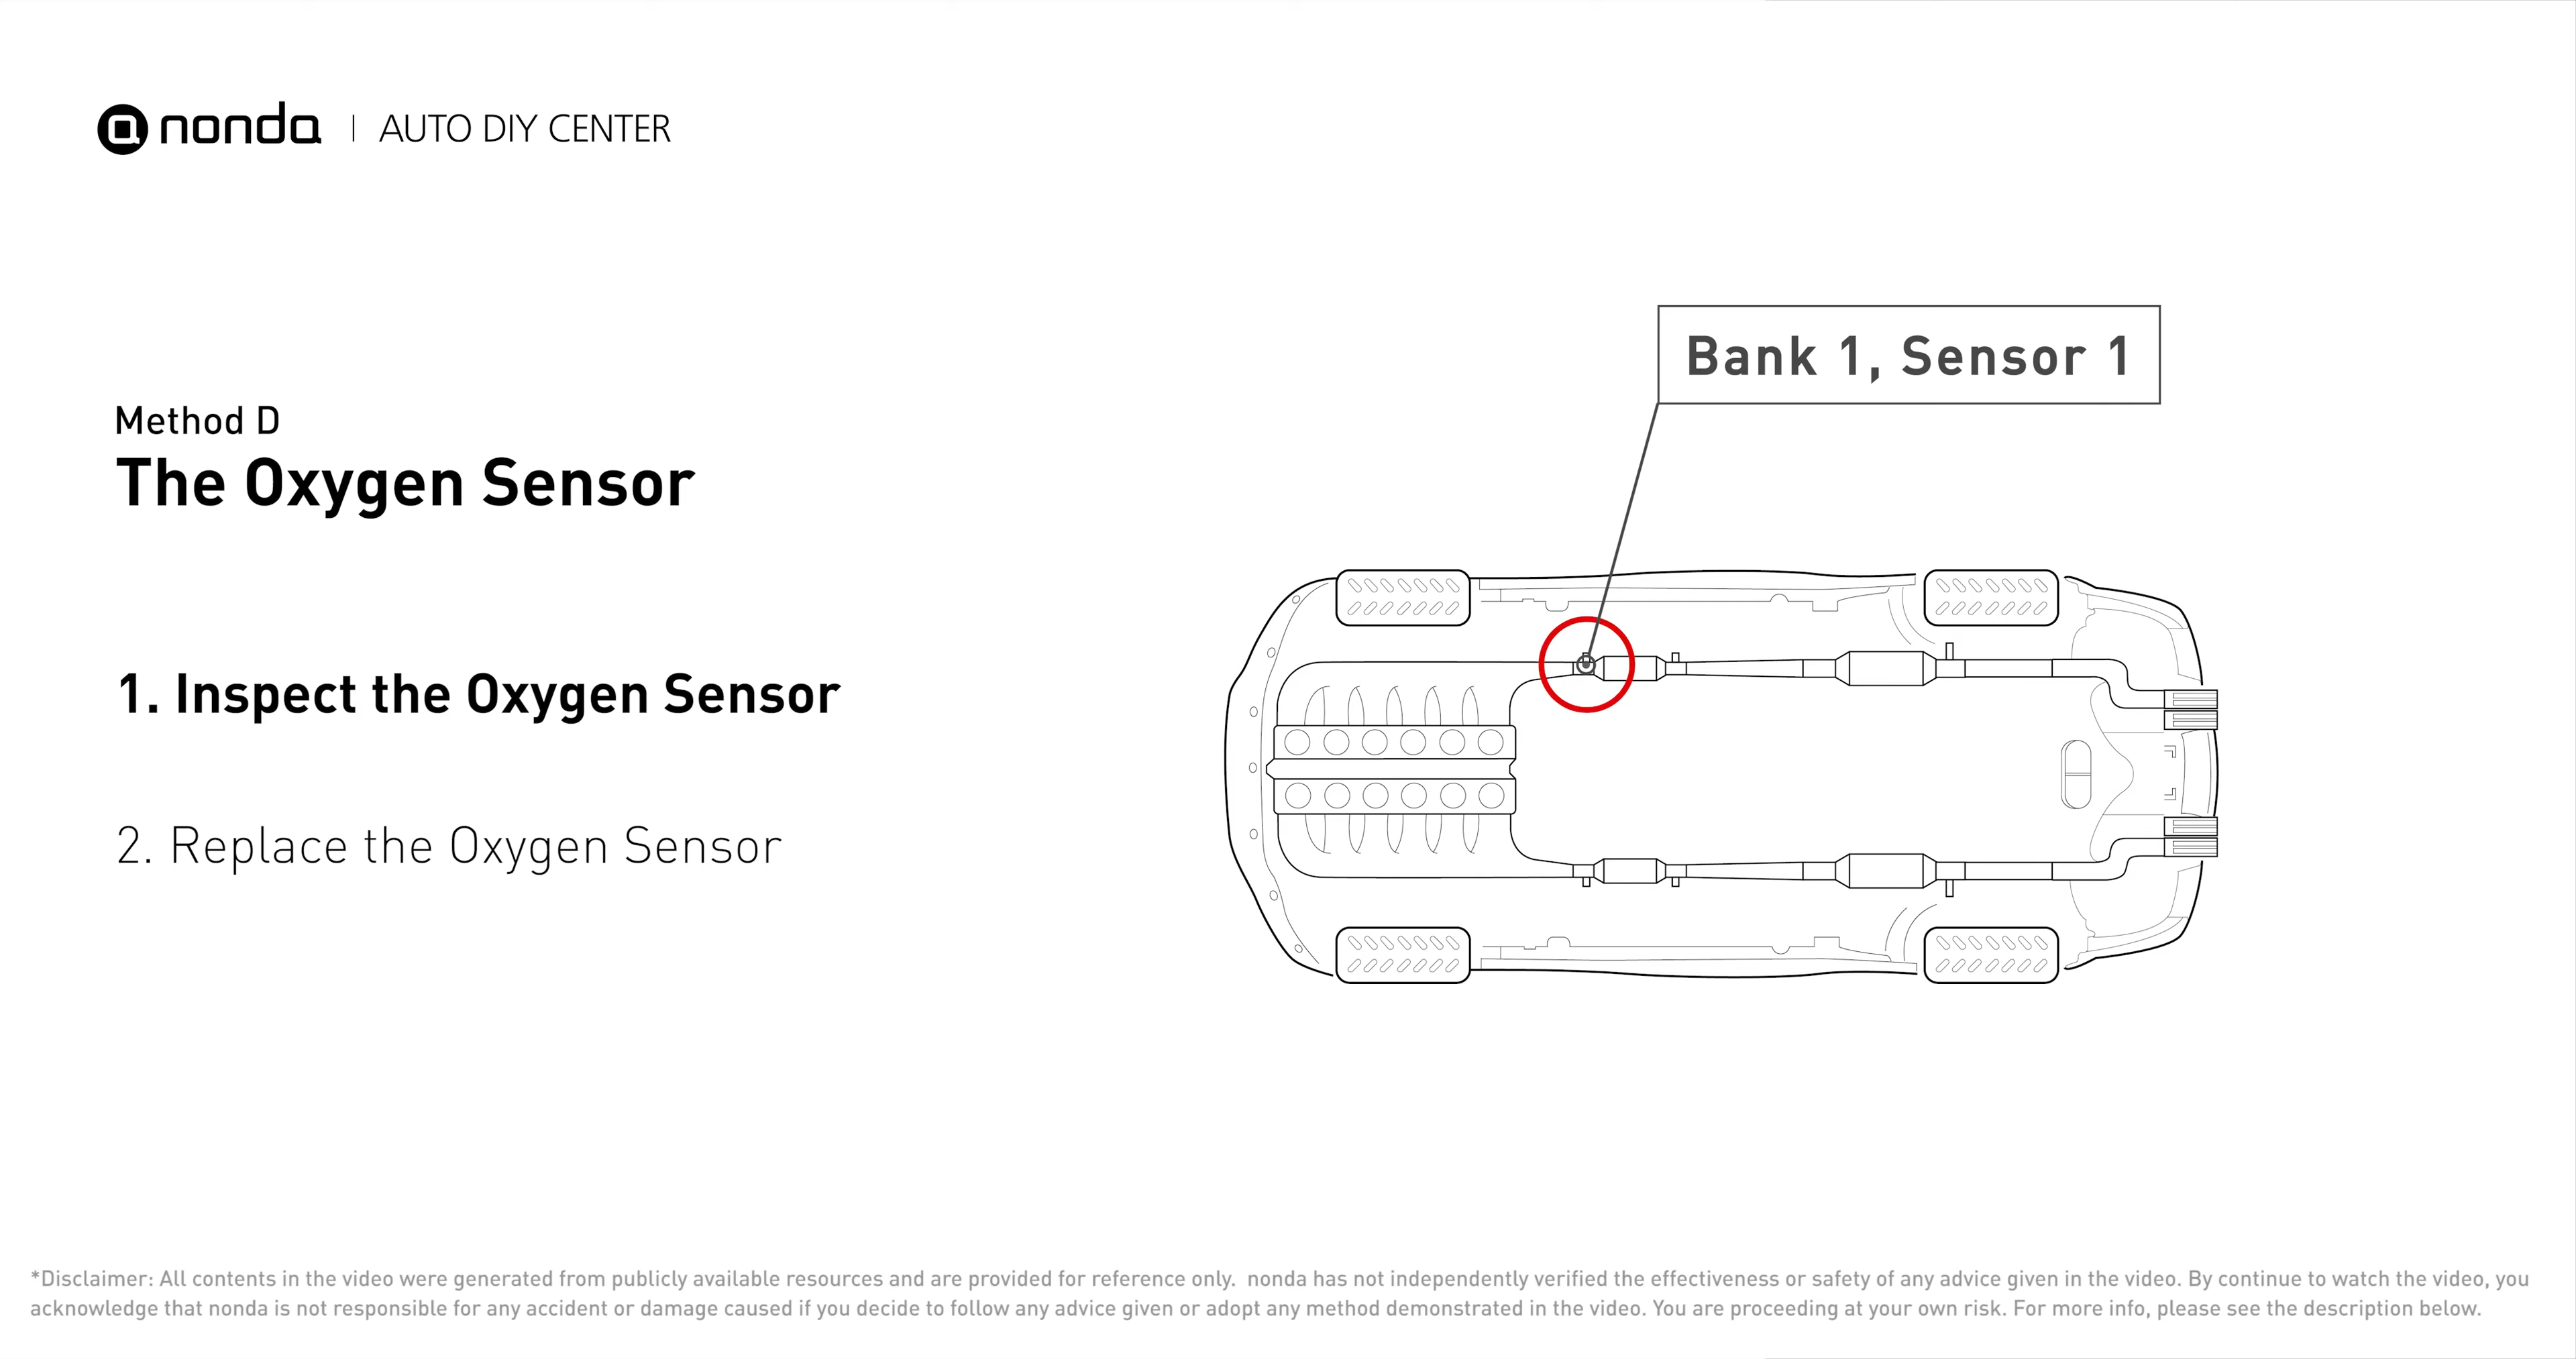 nonda | AUTO DIY CENTER
Bank 1, Sensor 1
Method D
The Oxygen Sensor
1. Inspect the Oxygen Sensor
2. Replace the Oxygen Sensor
*Disclaimer: All contents in the video were generated from publicly available resources and are provided for reference only. nonda has not independently verified the effectiveness or safety of any advice given in the video. By continue to watch the video, you
acknowledge that nonda is not responsible for any accident or damage caused if you decide to follow any advice given or adopt any method demonstrated in the video. You are proceeding at your own risk. For more info, please see the description below.